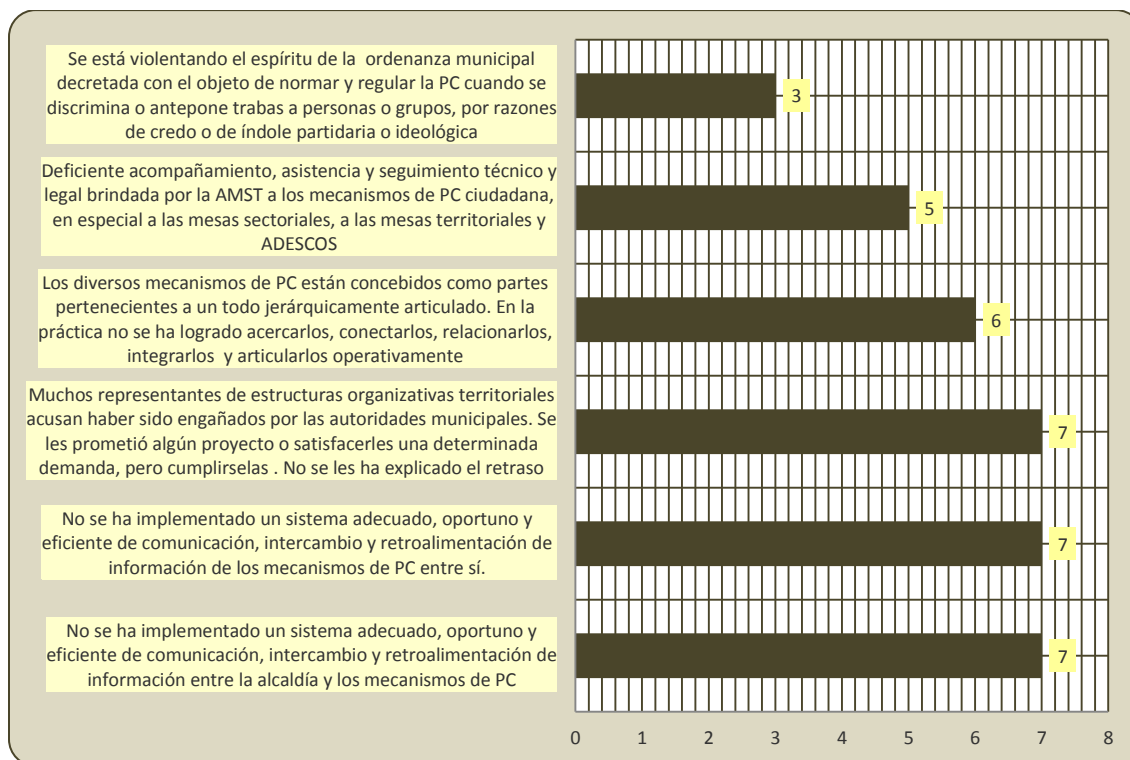 Se está violentando el espíritu de la ordenanza municipal
decretada con el objeto de normar y regular la PC cuando se
discrimina o antepone trabas a personas o grupos, por razones
de credo o de índole partidaria o ideológica
3
Deficiente acompañamiento, asistencia y seguimiento técnico y
legal brindada por la AMST a los mecanismos de PC ciudadana,
en especial a las mesas sectoriales, a las mesas territoriales y
ADESCOS
5
Los diversos mecanismos de PC están concebidos como partes
pertenecientes a un todo jerárquicamente articulado. En la
práctica no se ha logrado acercarlos, conectarlos, relacionarlos,
integrarlos y articularlos operativamente
6
Muchos representantes de estructuras organizativas territoriales
acusan haber sido engañados por las autoridades municipales. Se
les prometió algún proyecto o satisfacerles una determinada
demanda, pero cumplirselas . No se les ha explicado el retraso
7
No se ha implementado un sistema adecuado, oportuno y
eficiente de comunicación, intercambio y retroalimentación de
información de los mecanismos de PC entre sí.
7
No se ha implementado un sistema adecuado, oportuno y
eficiente de comunicación, intercambio y retroalimentación de
información entre la alcaldía y los mecanismos de PC
7
0 1 2 3 4 5 6 7 8